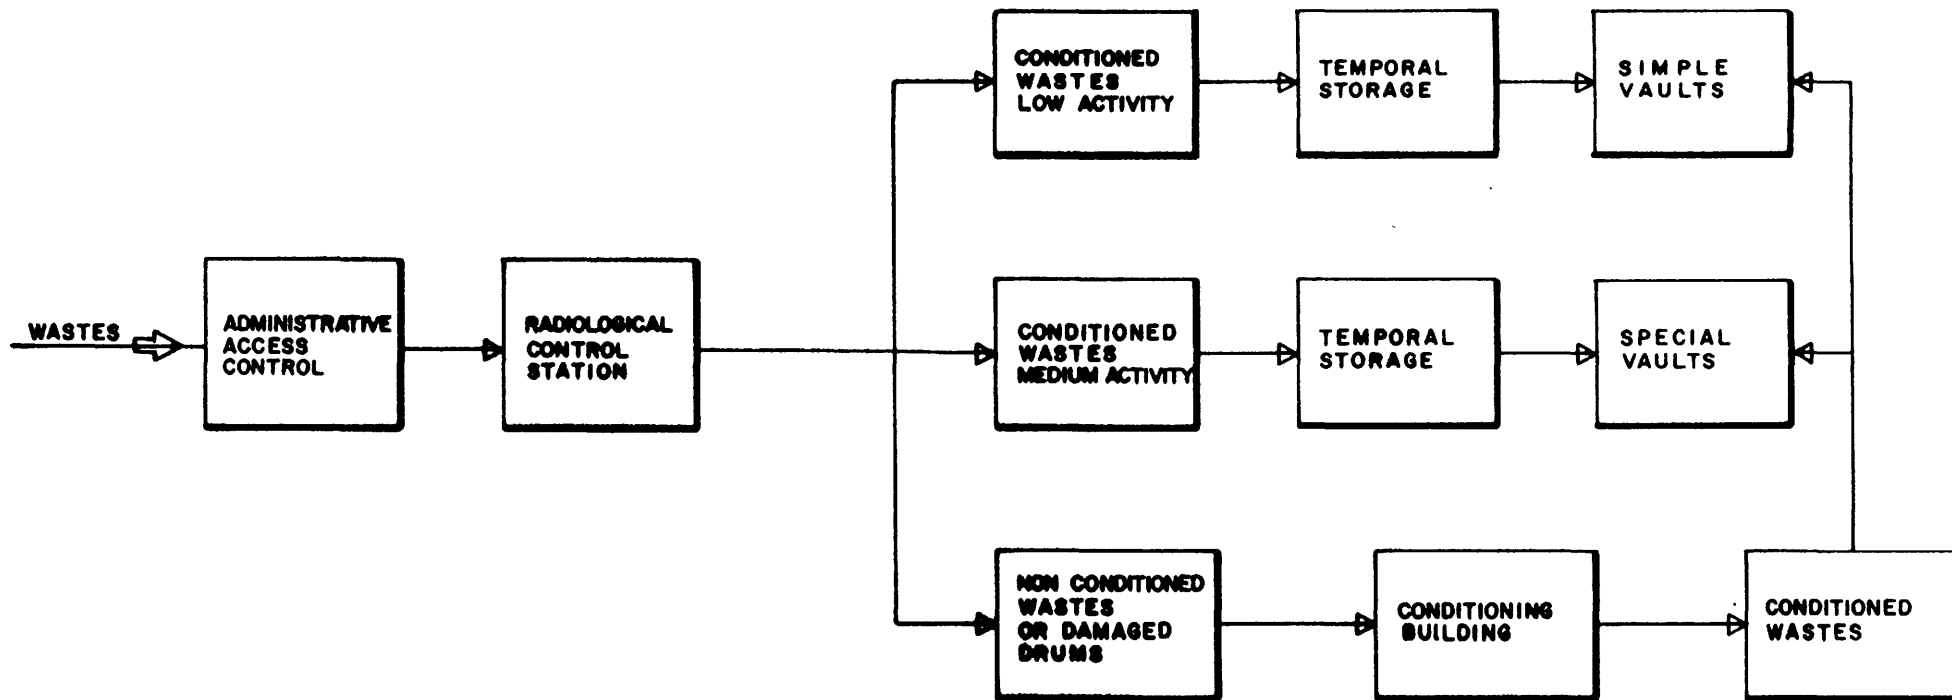 WASTES
ADMINISTRATIVE
ACCESS
CONTROL
RADIOLOGICAL
CONTROL
STATION
CONDITIONED
WASTES
LOW ACTIVITY
TEMPORAL
STORAGE
SIMPLE
VAULTS
CONDITIONED
WASTES
MEDIUM ACTIVITY
TEMPORAL
STORAGE
SPECIAL
VAULTS
NON CONDITIONED
WASTES
OR DAMAGED
DRUMS
CONDITIONING
BUILDING
CONDITIONED
WASTES